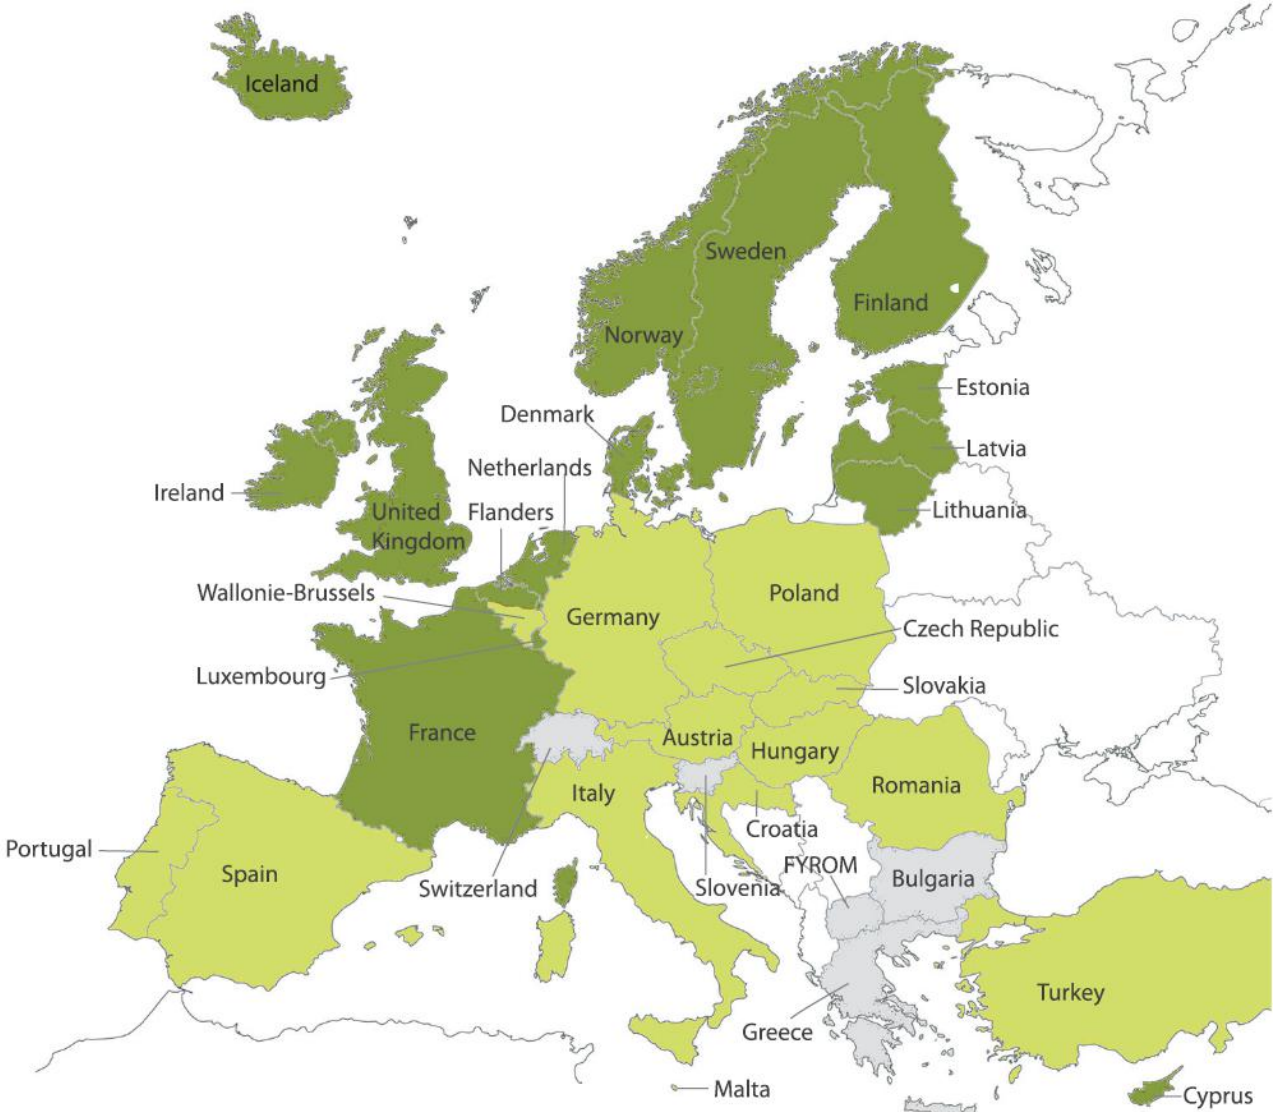 Iceland
Sweden
Finland
Norway
Estonia
Denmark
Latvia
Netherlands
Ireland
United
Kingdom
Flanders
Lithuania
Wallonie-Brussels
Poland
Germany
Czech Republic
Luxembourg
Slovakia
France
Austria
Hungary
Romania
Italy
Croatia
Portugal
FYROM
Spain
Switzerland
Slovenia
Bulgaria
Turkey
Greece
Malta
Cyprus